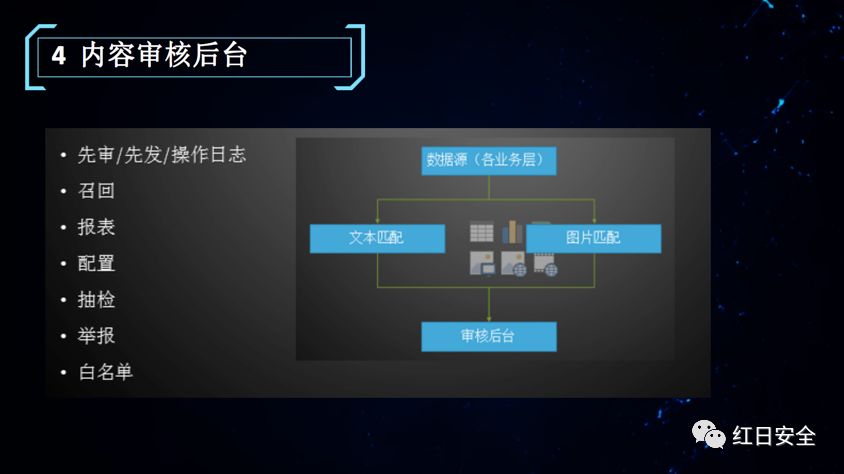 4 内容审核后台
• 先审/先发/操作日志
• 召回
• 报表
• 配置
• 抽检
• 举报
• 白名单
数据源（各业务层）
文本匹配
图片匹配
审核后台
红日安全